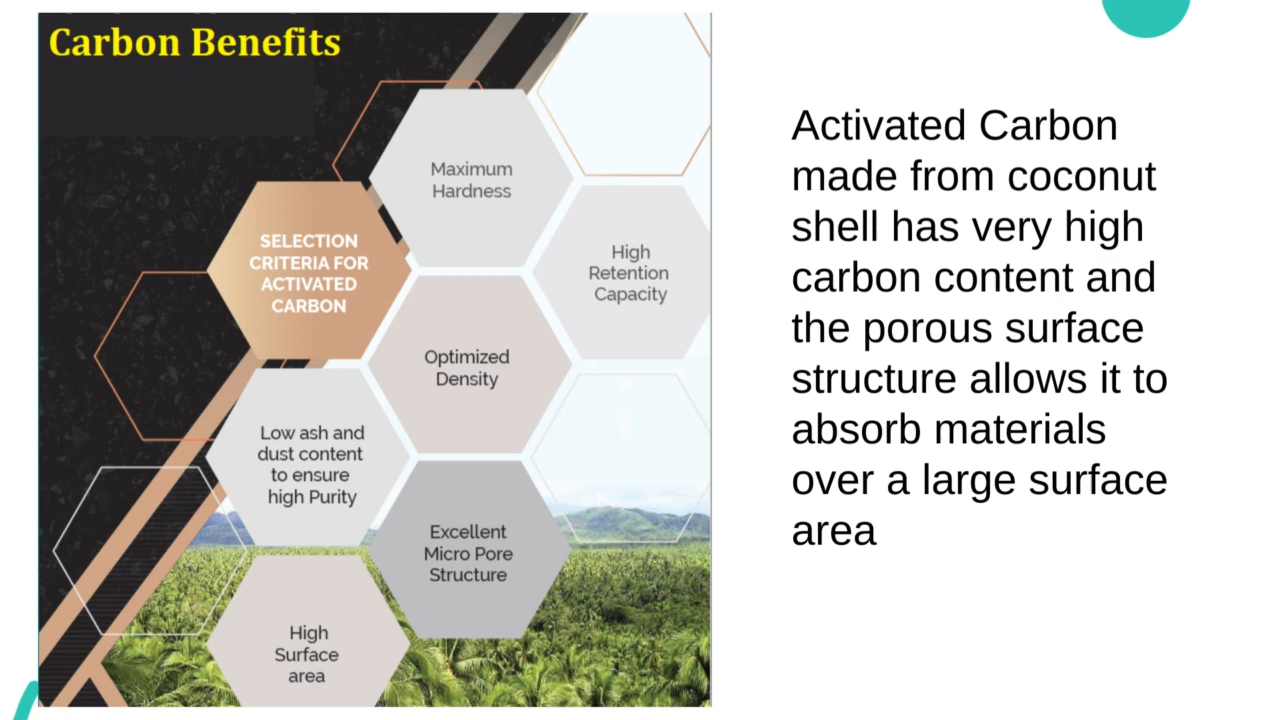 Carbon Benefits
Maximum
Hardness
SELECTION
CRITERIA FOR
ACTIVATED
CARBON
High
Retention
Capacity
Optimized
Density
Low ash and
dust content
to ensure
high Purity
Excellent
Micro Pore
Structure
High
Surface
area
Activated Carbon
made from coconut
shell has very high
carbon content and
the porous surface
structure allows it to
absorb materials
over a large surface
area